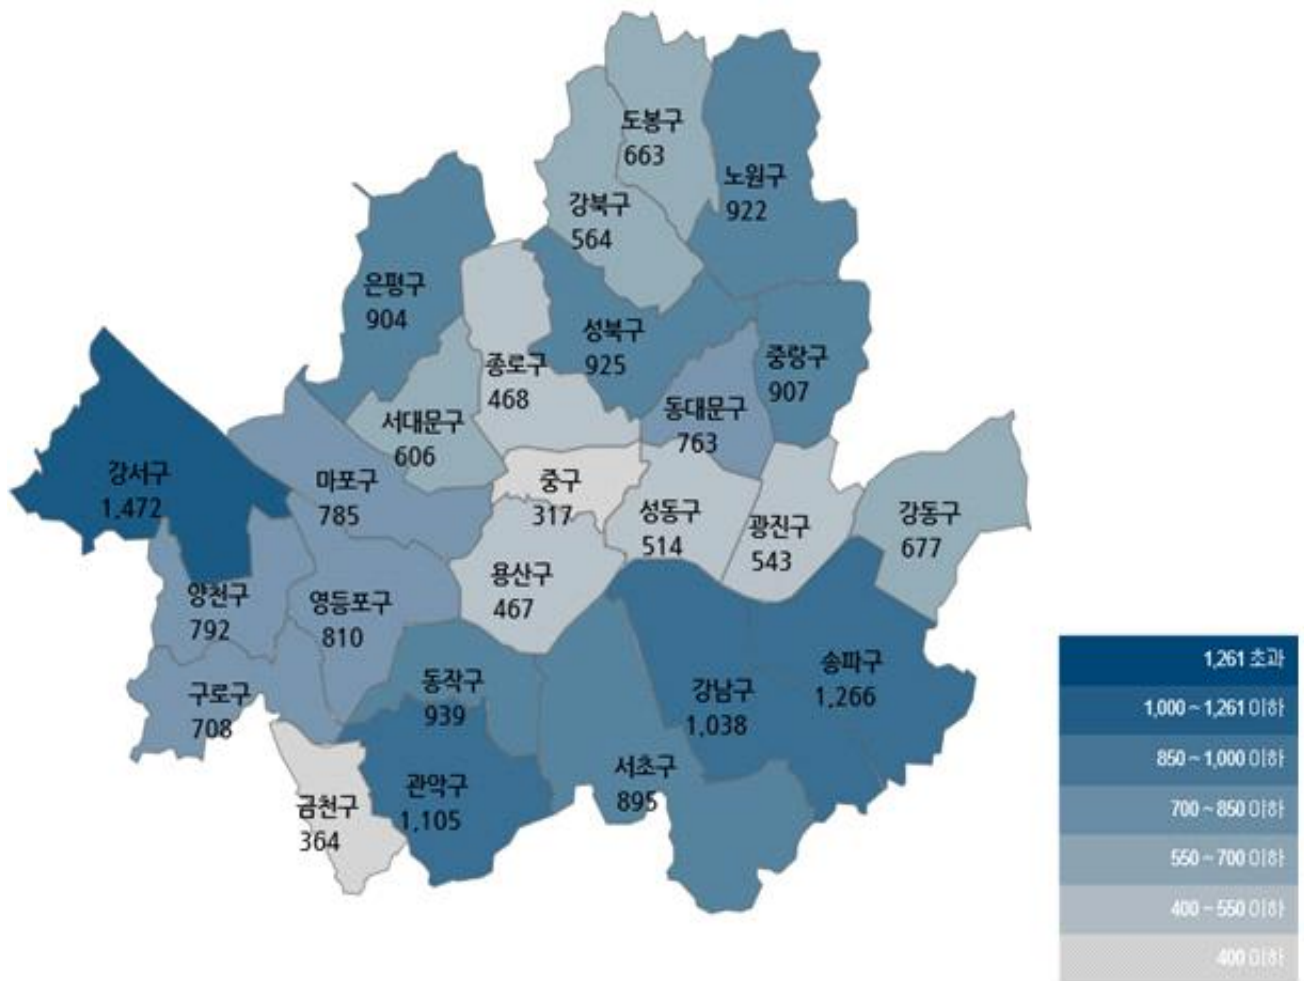 도봉구
663
노원구
922
강북구
564
은평구
904
성북구
925
중랑구
907
종로구
468
동대문구
763
서대문구
606
강서구
1,472
마포구
785
중구
317
성동구
514
광진구
543
강동구
677
용산구
467
양천구
792
영등포구
810
송파구
1,266
동작구
939
강남구
1,038
구로구
708
서초구
895
관악구
1,105
금천구
364
1,261 초과
1,000 ~ 1,261 이하
850 ~ 1,000 이하
700 ~ 850 이하
550 ~ 700 이하
400 ~ 550 이하
400 이하